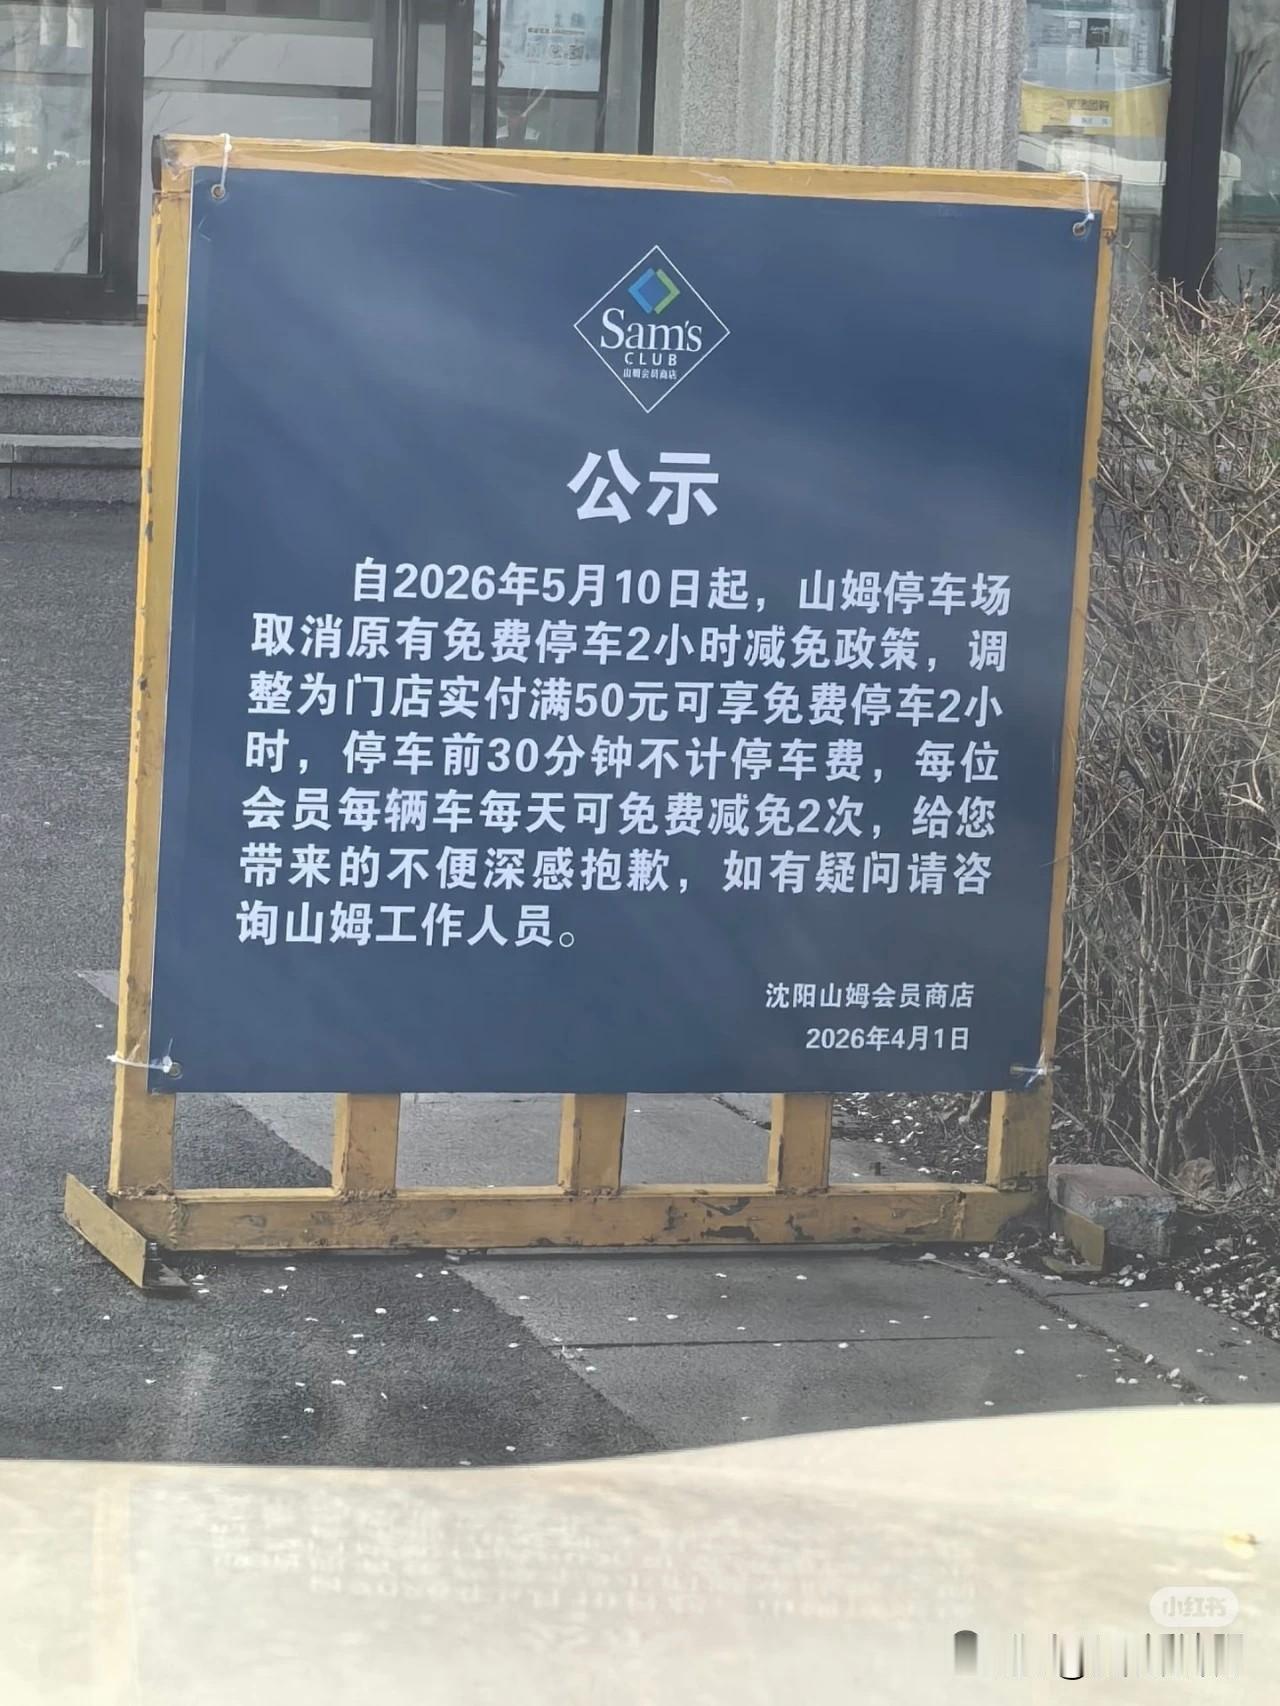 Sam's
CLUB
山姆会员商店
公示
自2026年5月10日起，山姆停车场
取消原有免费停车2小时减免政策，调
整为门店实付满50元可享免费停车2小
时，停车前30分钟不计停车费，每位
会员每辆车每天可免费减免2次，给您
带来的不便深感抱歉，如有疑问请咨
询山姆工作人员。
沈阳山姆会员商店
2026年4月1日
小红书